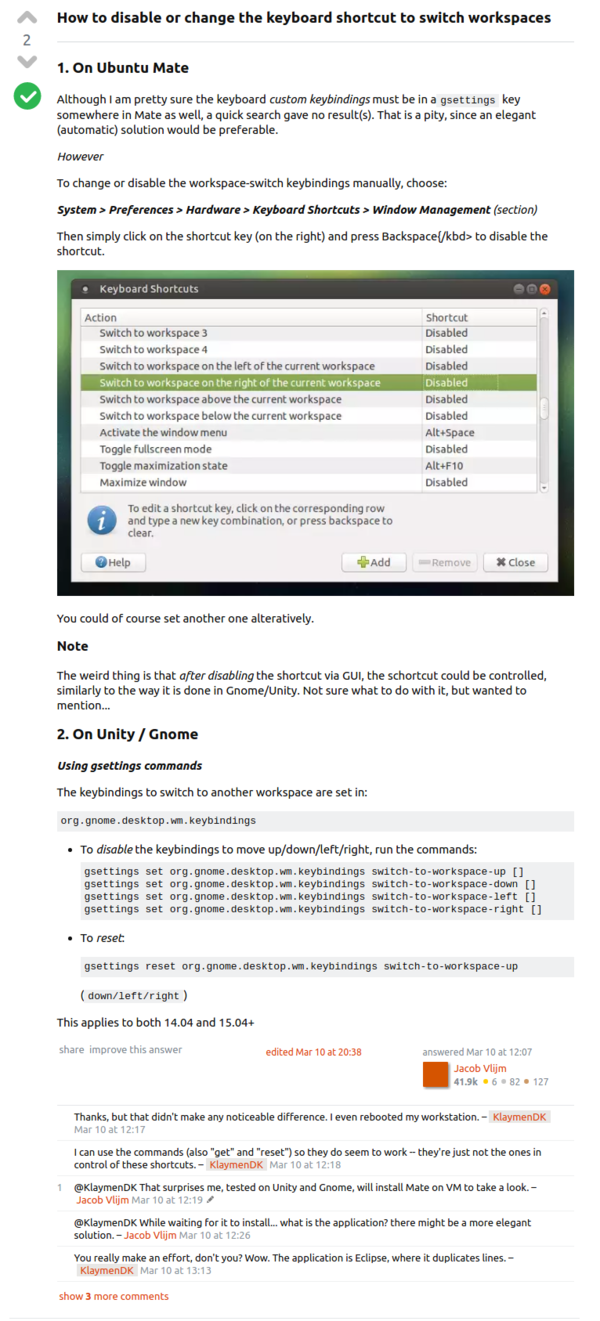 How to disable or change the keyboard shortcut to switch workspaces
2
1. On Ubuntu Mate
Although I am pretty sure the keyboard custom keybindings must be in a gsettings key
somewhere in Mate as well, a quick search gave no result(s). That is a pity, since an elegant
(automatic) solution would be preferable.
However
To change or disable the workspace-switch keybindings manually, choose:
System > Preferences > Hardware > Keyboard Shortcuts > Window Management (section)
Then simply click on the shortcut key (on the right) and press Backspace{/kbd> to disable the
shortcut.
Keyboard Shortcuts
Action Shortcut
Switch to workspace 3 Disabled
Switch to workspace 4 Disabled
Switch to workspace on the left of the current workspace Disabled
Switch to workspace on the right of the current workspace Disabled
Switch to workspace above the current workspace Disabled
Switch to workspace below the current workspace Disabled
Activate the window menu Alt+Space
Toggle fullscreen mode Disabled
Toggle maximization state Alt+F10
Maximize window Disabled
To edit a shortcut key, click on the corresponding row
and type a new key combination, or press backspace to
clear.
Help Add Remove Close
You could of course set another one alteratively.
Note
The weird thing is that after disabling the shortcut via GUI, the schortcut could be controlled,
similarly to the way it is done in Gnome/Unity. Not sure what to do with it, but wanted to
mention...
2. On Unity / Gnome
Using gsettings commands
The keybindings to switch to another workspace are set in:
org.gnome.desktop.wm.keybindings
• To disable the keybindings to move up/down/left/right, run the commands:
gsettings set org.gnome.desktop.wm.keybindings switch-to-workspace-up []
gsettings set org.gnome.desktop.wm.keybindings switch-to-workspace-down []
gsettings set org.gnome.desktop.wm.keybindings switch-to-workspace-left []
gsettings set org.gnome.desktop.wm.keybindings switch-to-workspace-right []
• To reset:
gsettings reset org.gnome.desktop.wm.keybindings switch-to-workspace-up
( down/left/right )
This applies to both 14.04 and 15.04+
share improve this answer edited Mar 10 at 20:38 answered Mar 10 at 12:07
Jacob Vlijm
41.9k • 6 • 82 • 127
Thanks, but that didn't make any noticeable difference. I even rebooted my workstation. – KlaymenDK
Mar 10 at 12:17
I can use the commands (also "get" and "reset") so they do seem to work -- they're just not the ones in
control of these shortcuts. – KlaymenDK Mar 10 at 12:18
1 @KlaymenDK That surprises me, tested on Unity and Gnome, will install Mate on VM to take a look. –
Jacob Vlijm Mar 10 at 12:19
@KlaymenDK While waiting for it to install... what is the application? there might be a more elegant
solution. – Jacob Vlijm Mar 10 at 12:26
You really make an effort, don't you? Wow. The application is Eclipse, where it duplicates lines. –
KlaymenDK Mar 10 at 13:13
show 3 more comments